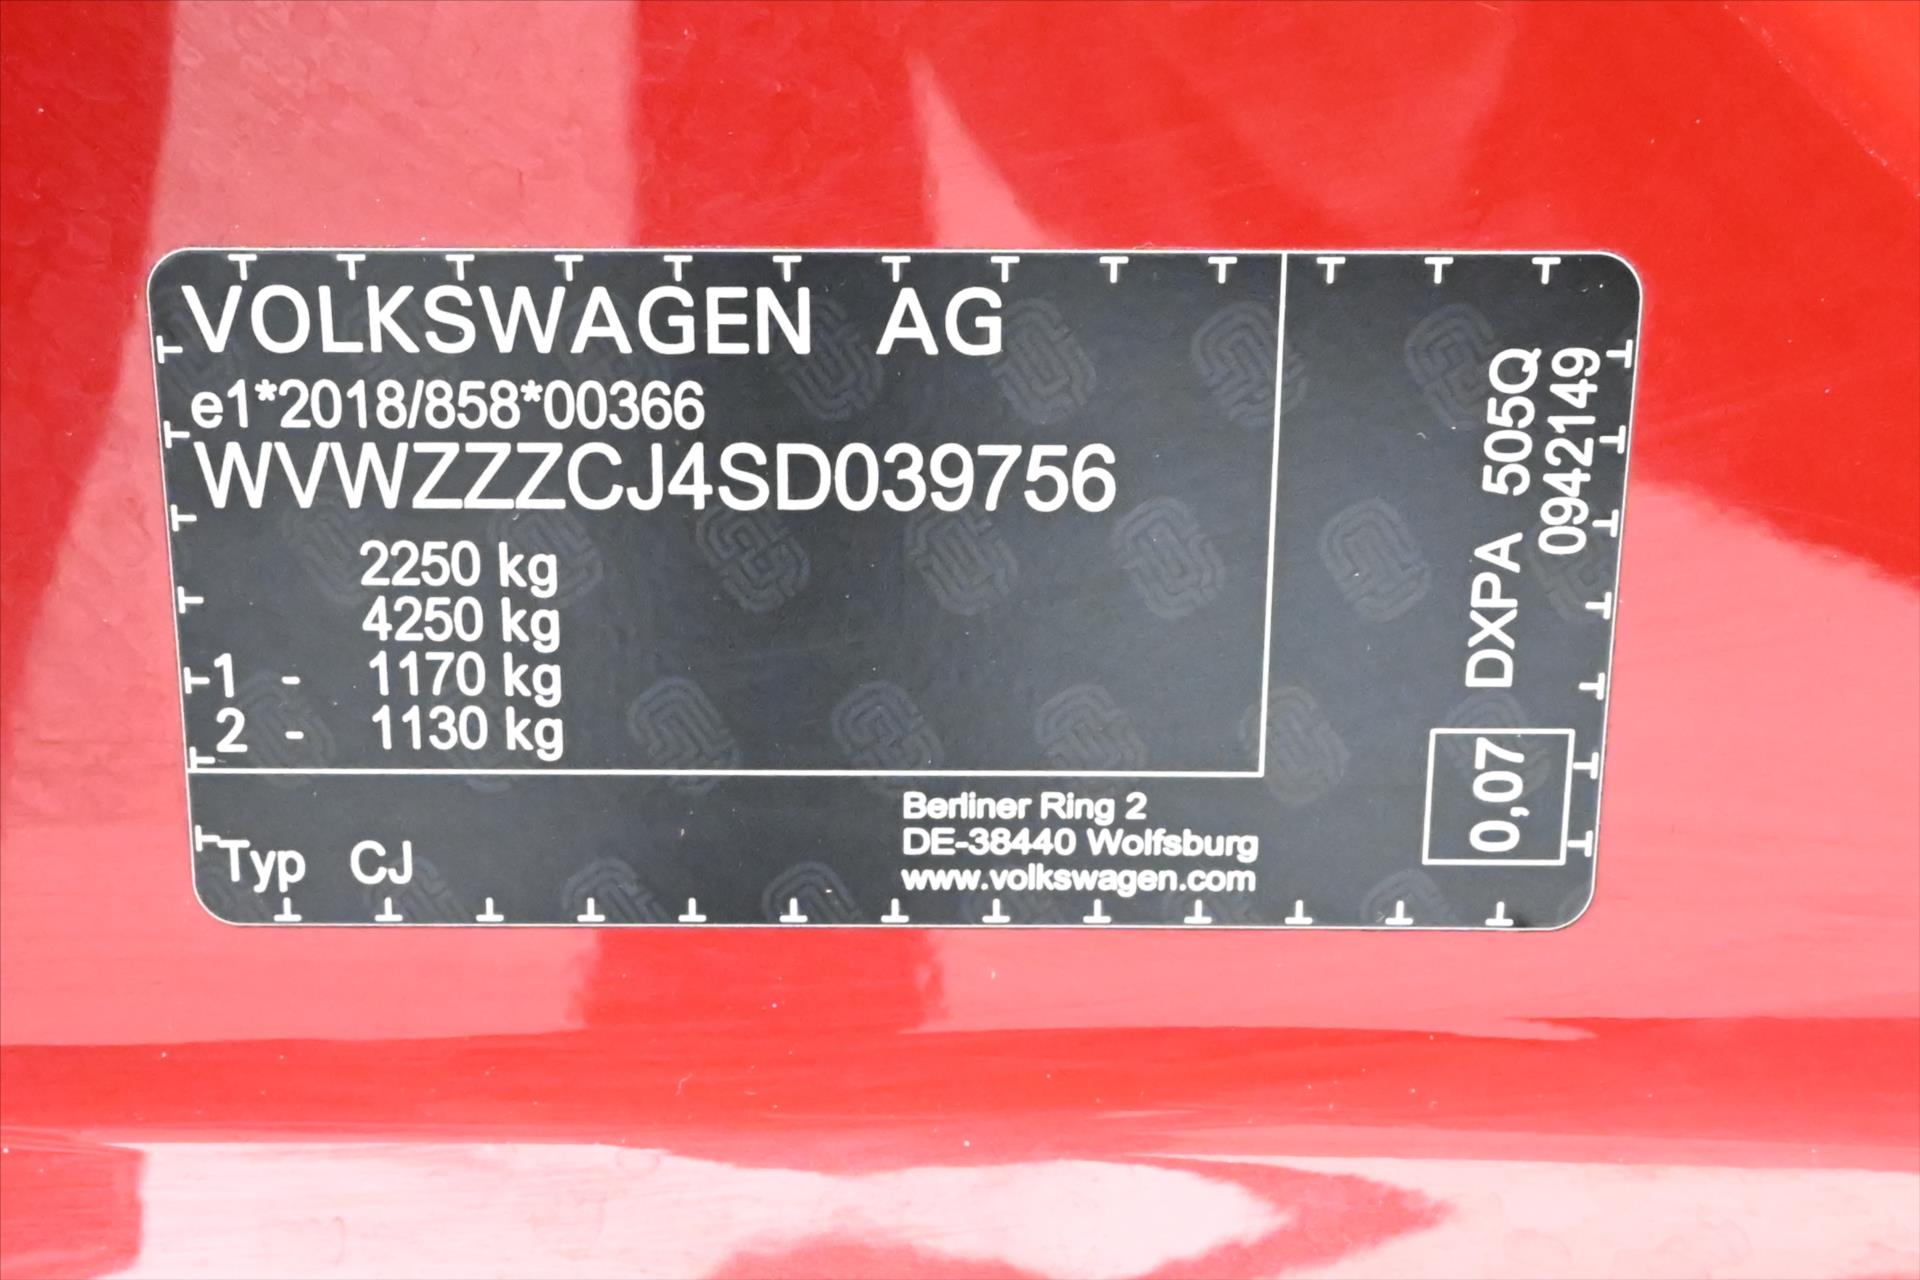 VOLKSWAGEN AG
e1*2018/858*00366
WVWZZZCJ4SD039756
2250 kg
4250 kg
1 - 1170 kg
2 - 1130 kg
Typ CJ
Berliner Ring 2
DE-38440 Wolfsburg
www.volkswagen.com
0,07 DXPA 505Q
0942149